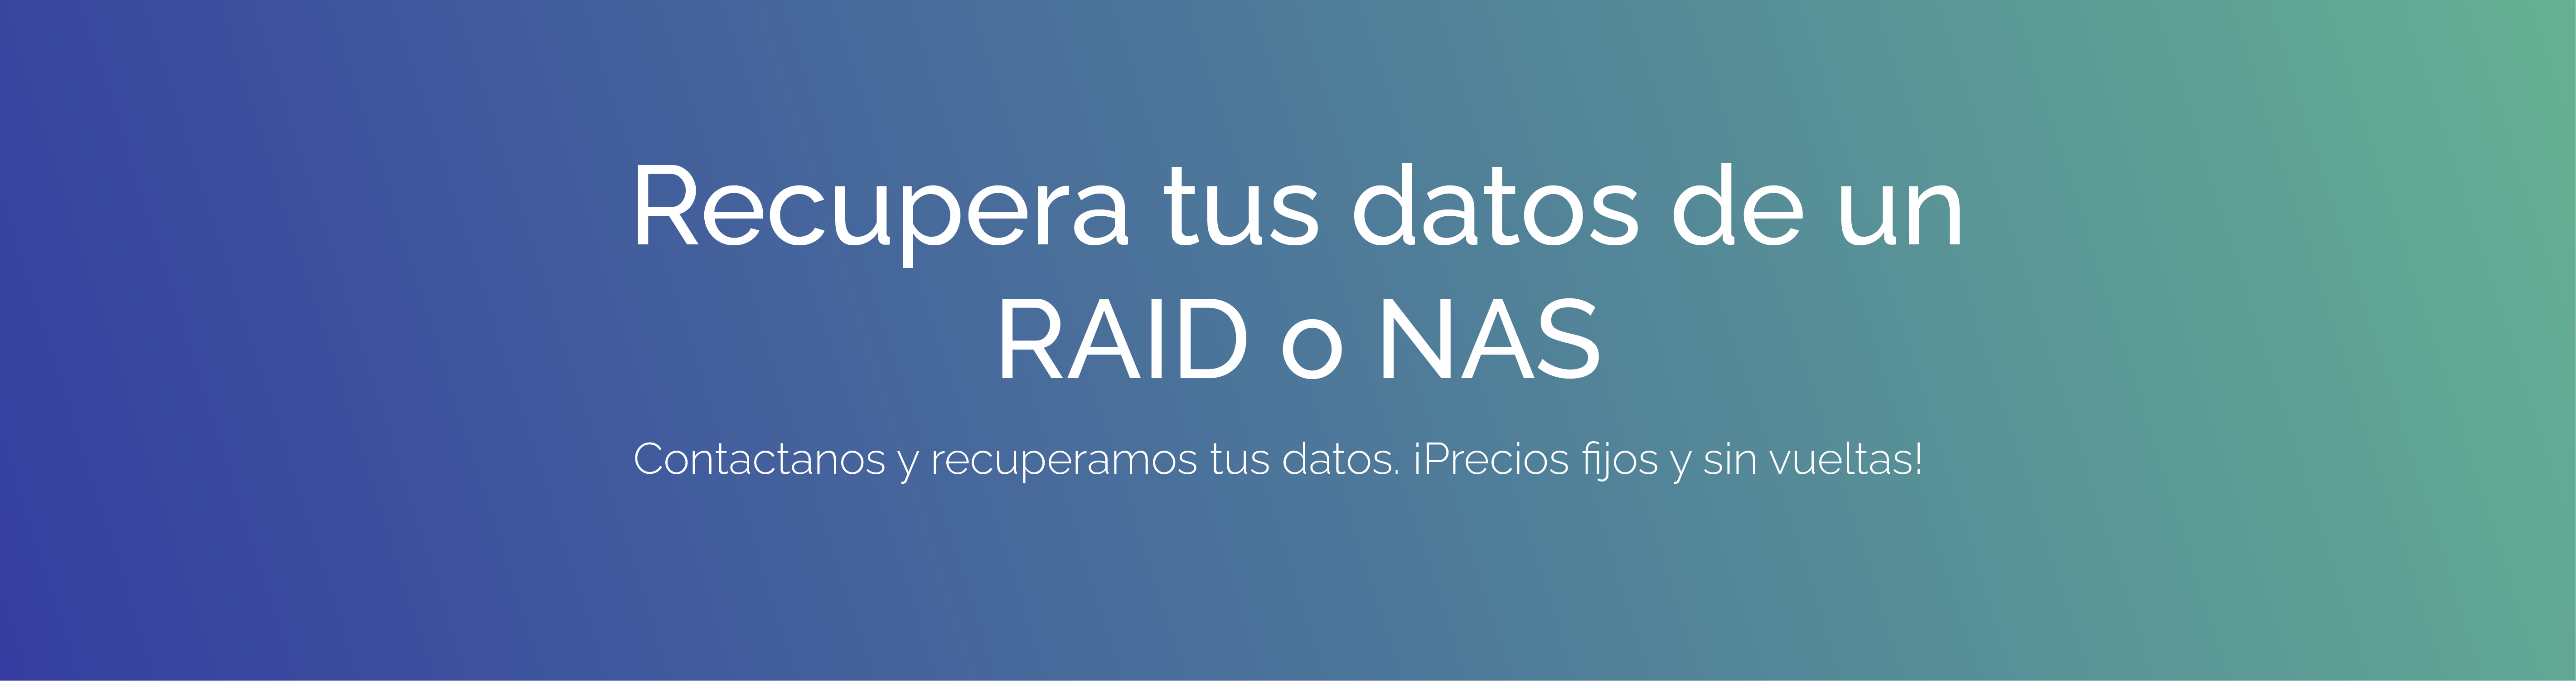 Recupera tus datos de un
RAID o NAS
Contactanos y recuperamos tus datos. ¡Precios fijos y sin vueltas!